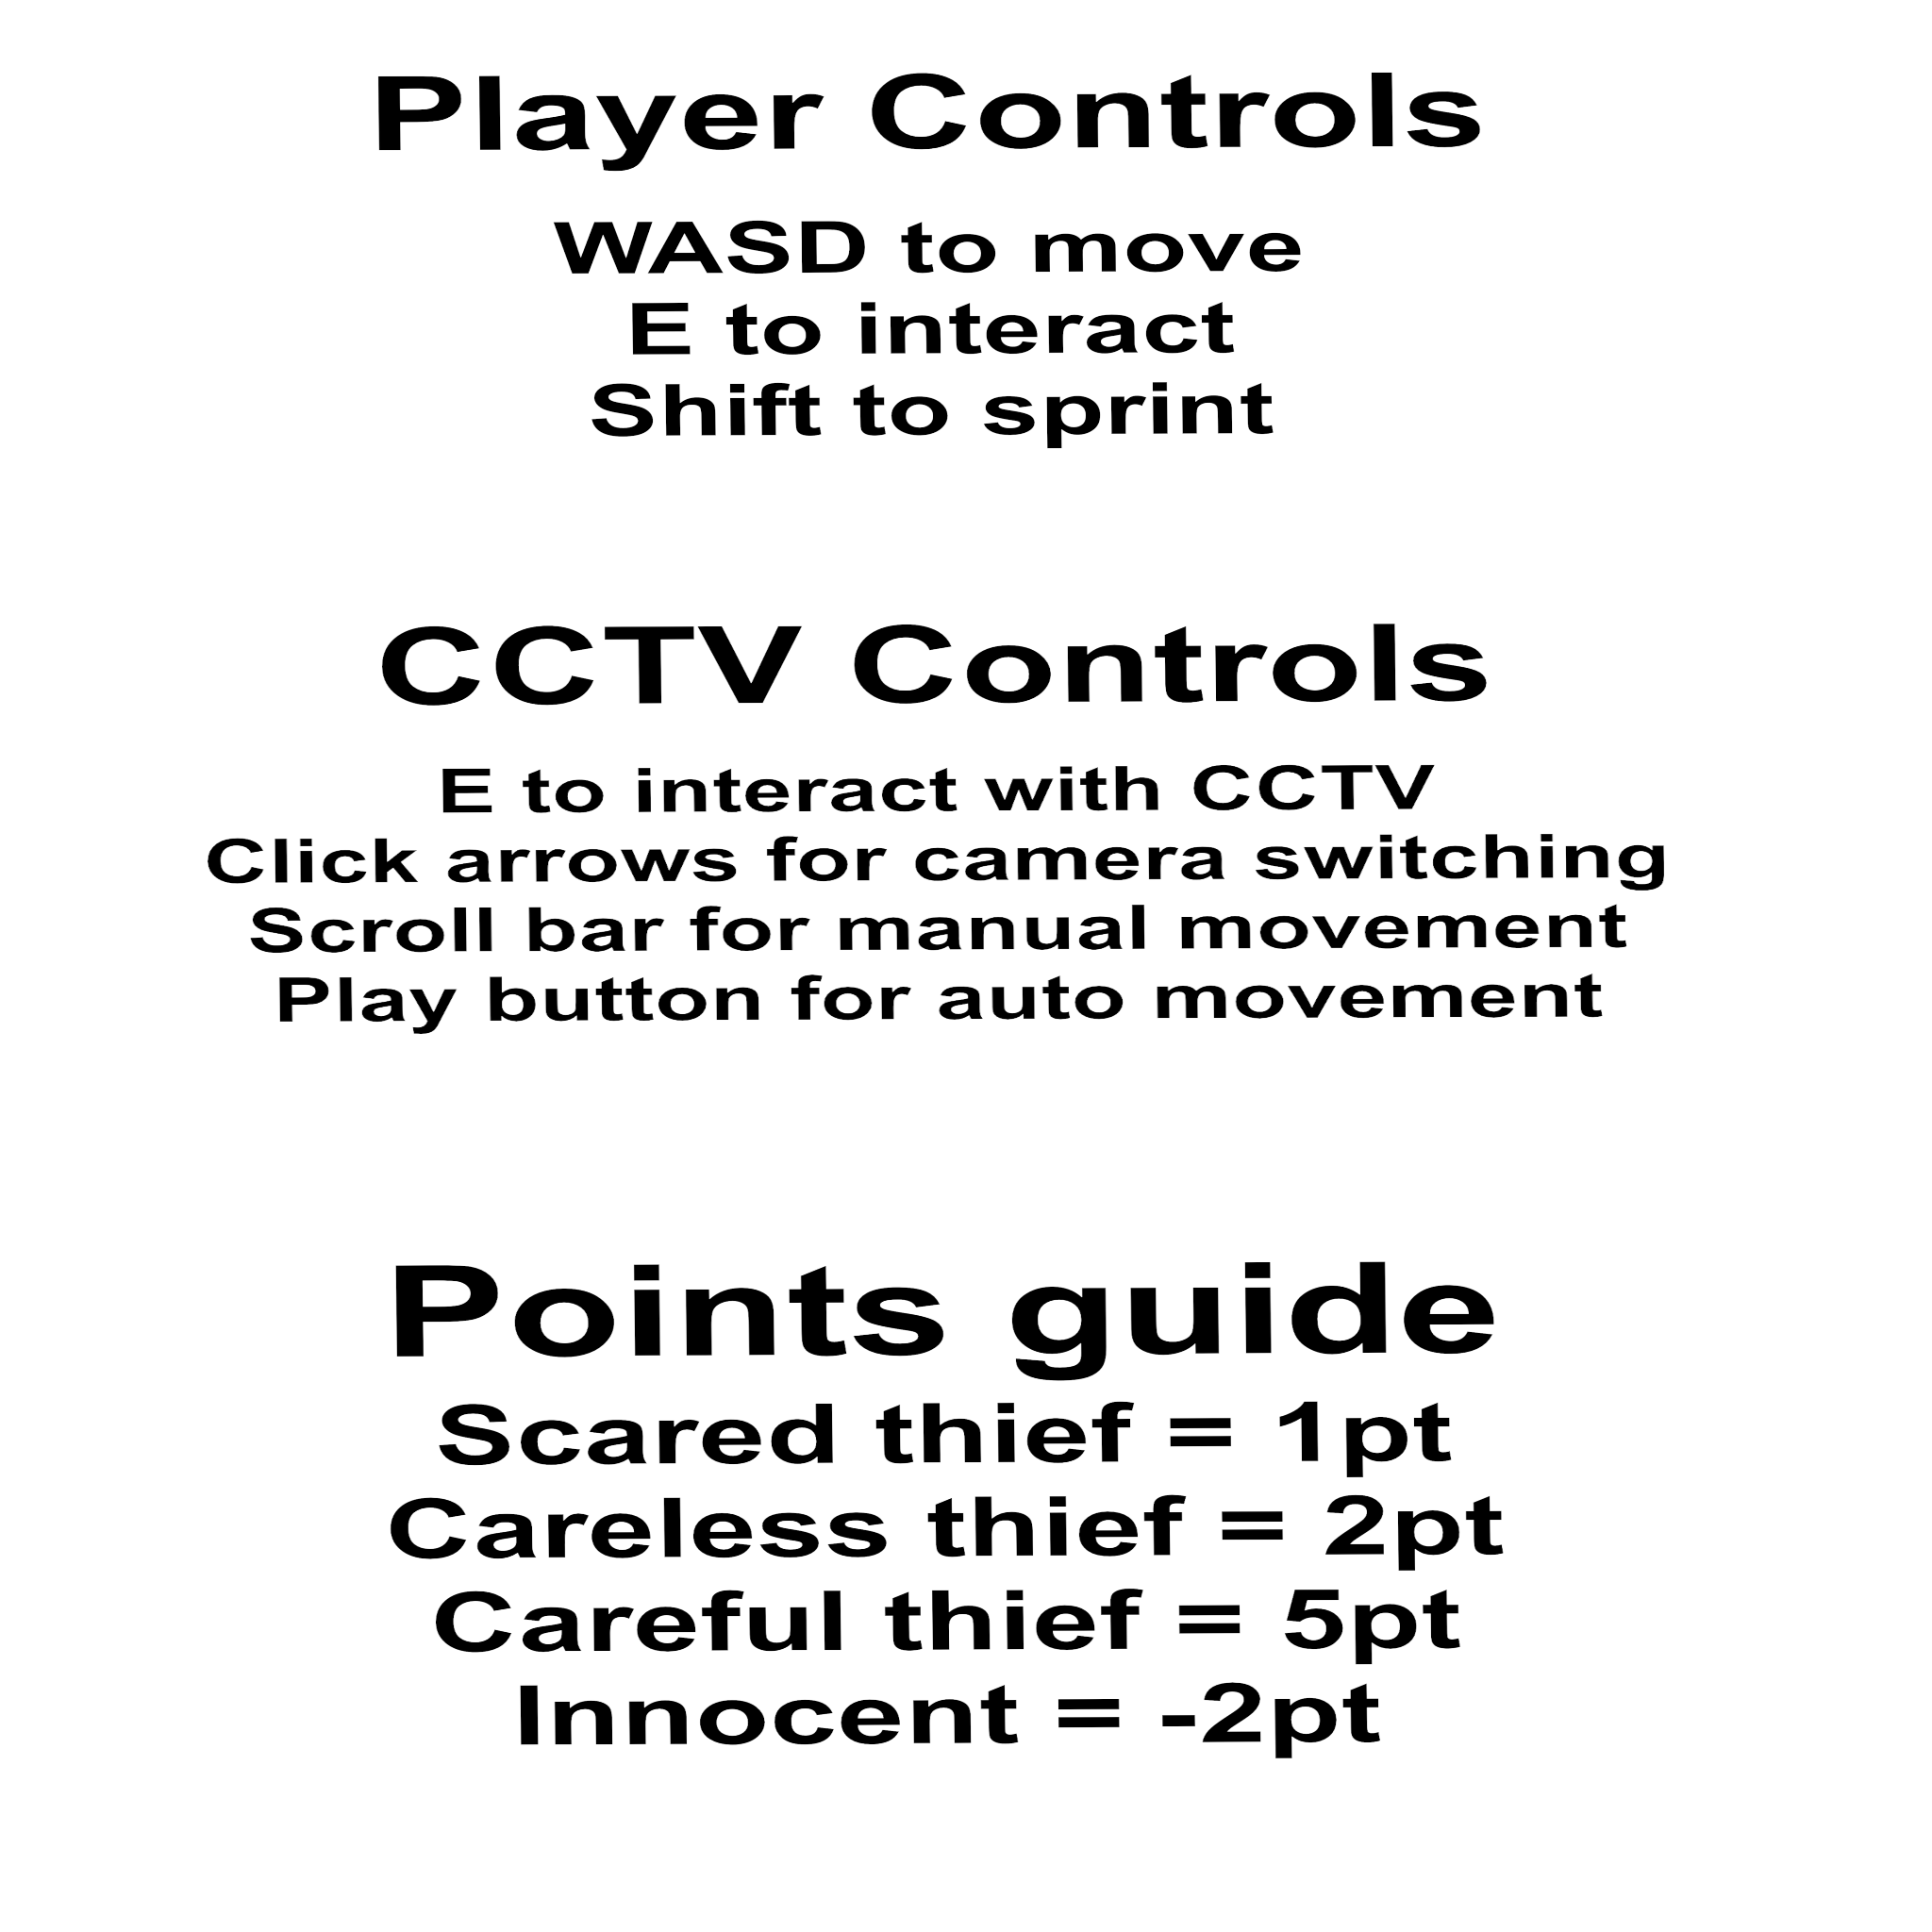 Player Controls
WASD to move
E to interact
Shift to sprint
CCTV Controls
E to interact with CCTV
Click arrows for camera switching
Scroll bar for manual movement
Play button for auto movement
Points guide
Scared thief = 1pt
Careless thief = 2pt
Careful thief = 5pt
Innocent = -2pt